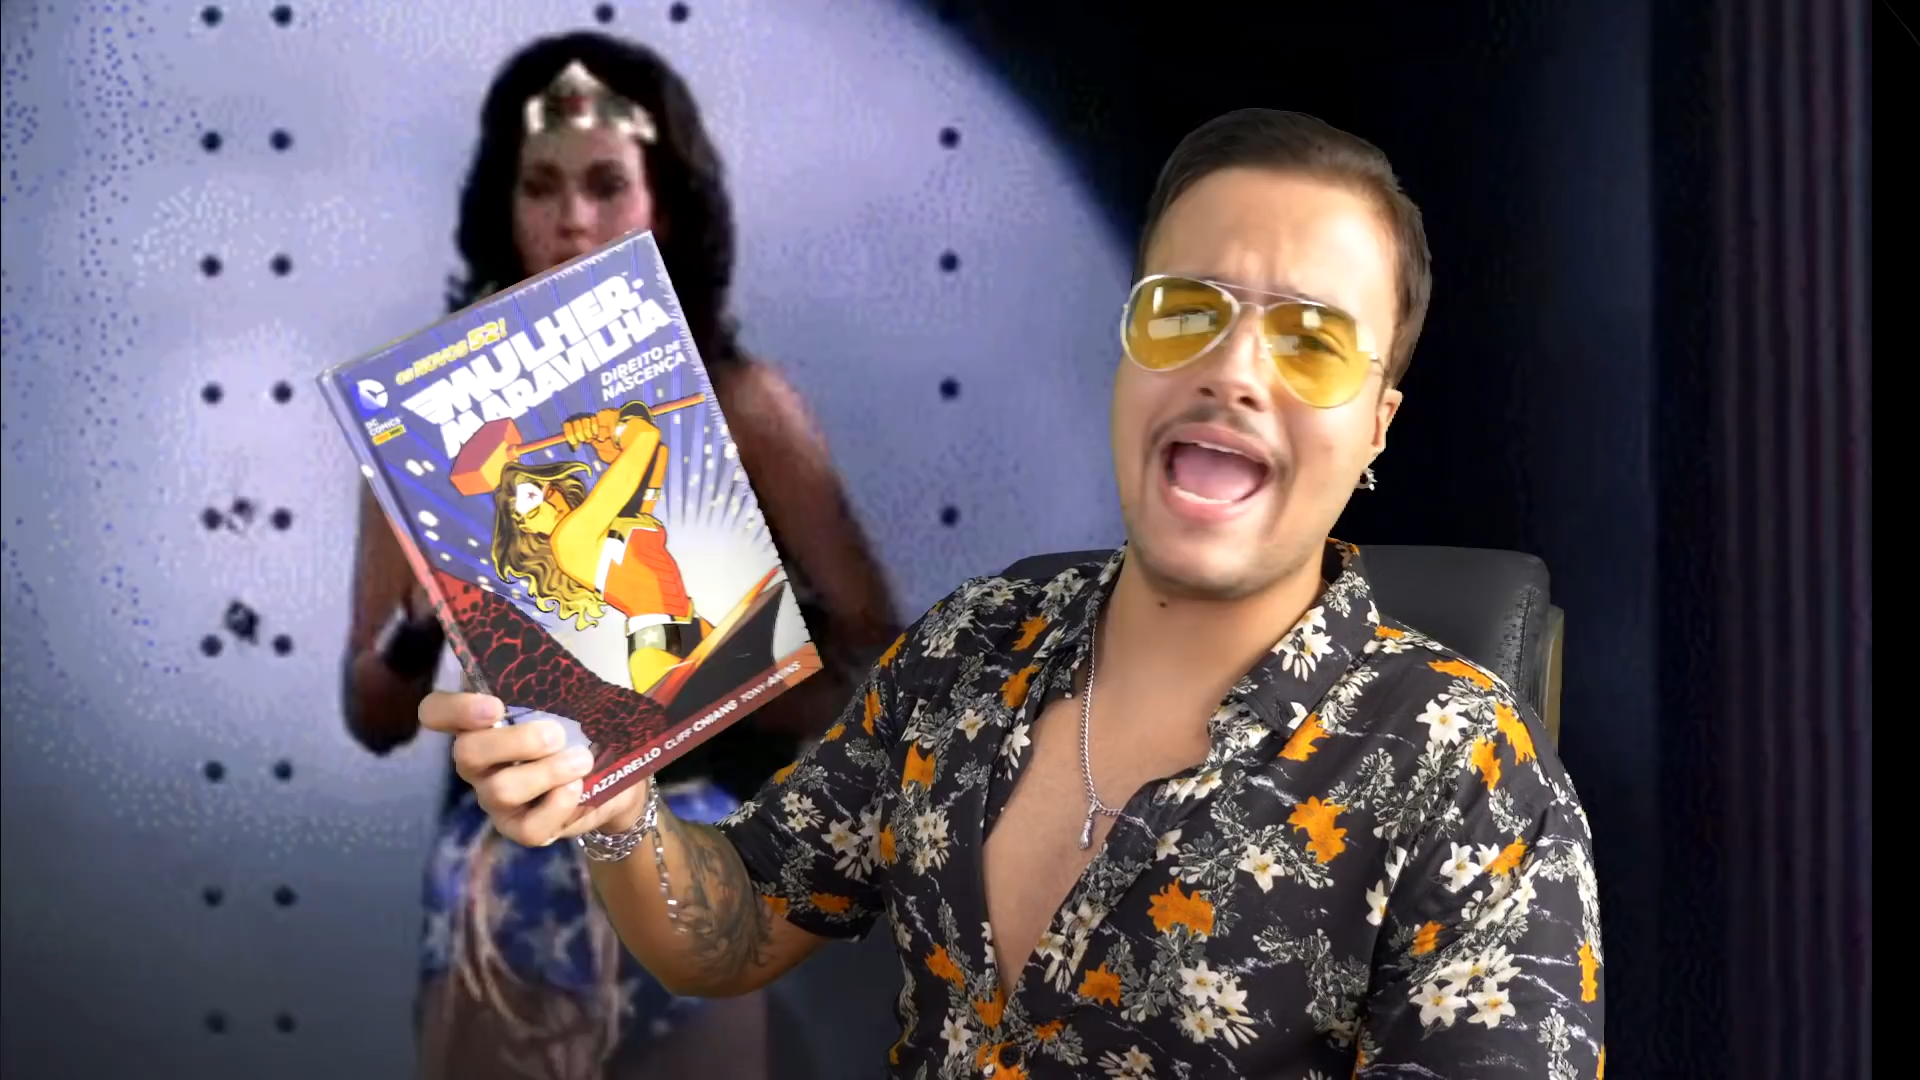 OS NOVOS 52!
MULHER-
MARAVILHA
DIREITO DE
NASCENÇA
DC
COMICS
AZZARELLO CLIFF CHIANG TONY AKINS